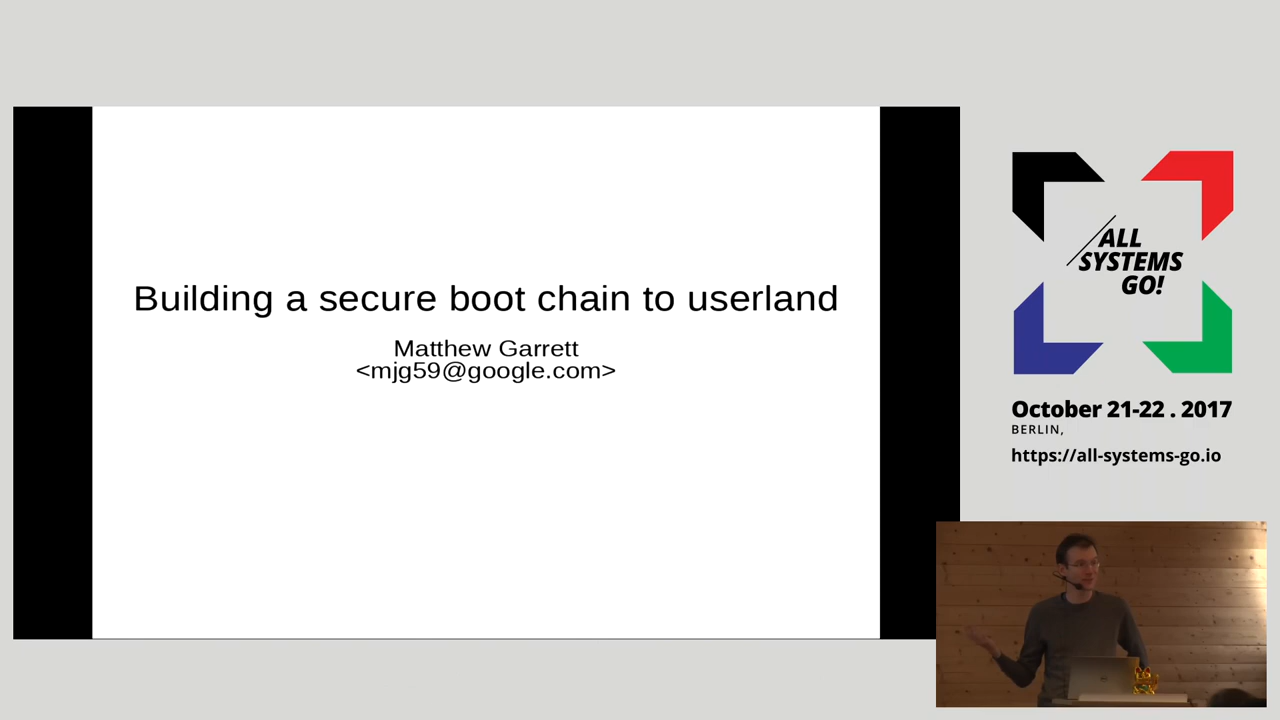 Building a secure boot chain to userland
Matthew Garrett
<mjg59@google.com>
ALL
SYSTEMS
GO!
October 21-22 . 2017
BERLIN,
https://all-systems-go.io